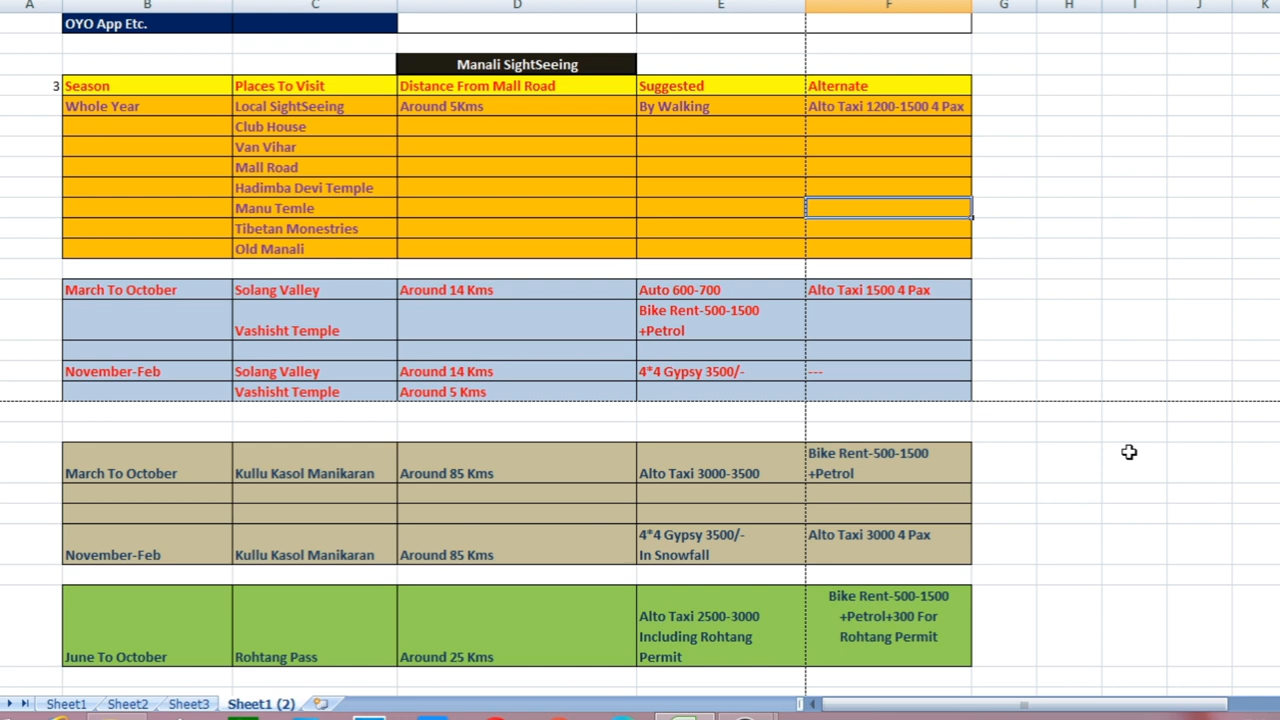 A B C D E F G H I J K
OYO App Etc.
Manali SightSeeing
3 Season Places To Visit Distance From Mall Road Suggested Alternate
Whole Year Local SightSeeing Around 5Kms By Walking Alto Taxi 1200-1500 4 Pax
Club House
Van Vihar
Mall Road
Hadimba Devi Temple
Manu Temle
Tibetan Monestries
Old Manali
March To October Solang Valley Around 14 Kms Auto 600-700 Alto Taxi 1500 4 Pax
Bike Rent-500-1500
Vashisht Temple +Petrol
November-Feb Solang Valley Around 14 Kms 4*4 Gypsy 3500/- ---
Vashisht Temple Around 5 Kms
Bike Rent-500-1500
March To October Kullu Kasol Manikaran Around 85 Kms Alto Taxi 3000-3500 +Petrol
4*4 Gypsy 3500/- Alto Taxi 3000 4 Pax
November-Feb Kullu Kasol Manikaran Around 85 Kms In Snowfall
Bike Rent-500-1500
Alto Taxi 2500-3000 +Petrol+300 For
Including Rohtang Rohtang Permit
June To October Rohtang Pass Around 25 Kms Permit
Sheet1 Sheet2 Sheet3 Sheet1 (2)